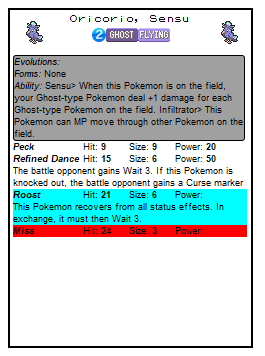 Oricorio, Sensu
2 GHOST FLYING
Evolutions:
Forms: None
Ability: Sensu> When this Pokemon is on the field,
your Ghost-type Pokemon deal +1 damage for each
Ghost-type Pokemon on the field. Infiltrator> This
Pokemon can MP move through other Pokemon on the
field.
Peck Hit: 9 Size: 9 Power: 20
Refined Dance Hit: 15 Size: 6 Power: 50
The battle opponent gains Wait 3. If this Pokemon is
knocked out, the battle opponent gains a Curse marker
Roost Hit: 21 Size: 6 Power:
This Pokemon recovers from all status effects. In
exchange, it must then Wait 3.
Miss Hit: 24 Size: 3 Power: